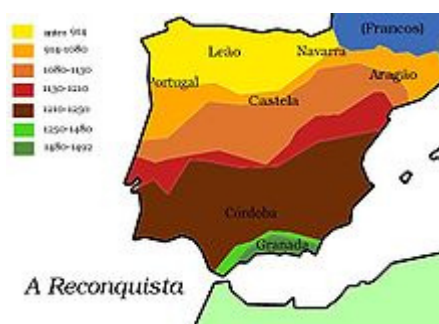 antes 914
914-1080
1080-1130
1130-1210
1210-1250
1250-1480
1480-1492
Leão
Navarra
(Francos)
Portugal
Aragão
Castela
Córdoba
Granada
A Reconquista